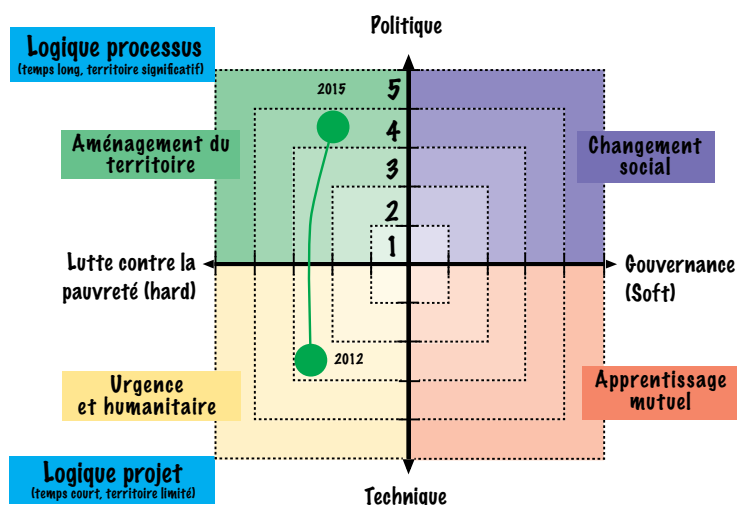 Politique
Logique processus
(temps long, territoire significatif)
2015
5
4
3
2
1
Aménagement du
territoire
Changement
social
Lutte contre la
pauvreté (hard)
Gouvernance
(Soft)
2012
Urgence
et humanitaire
Apprentissage
mutuel
Logique projet
(temps court, territoire limité)
Technique